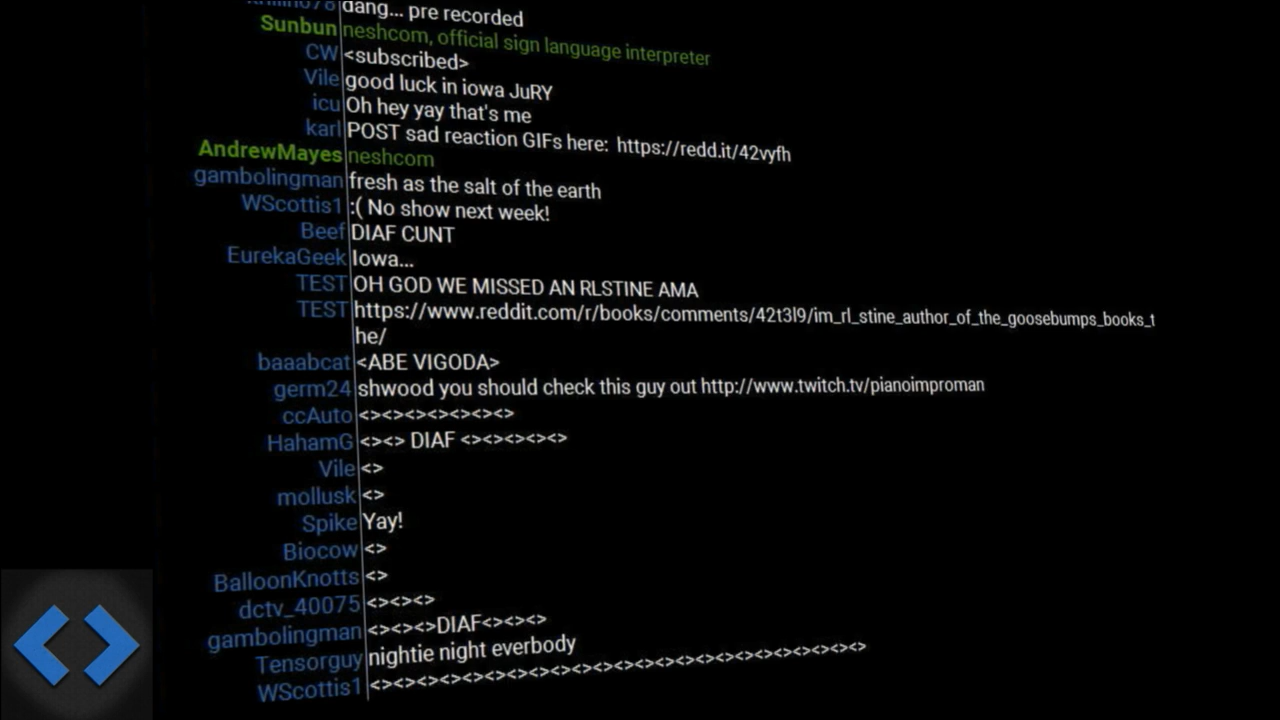 dang... pre recorded
Sunbun neshcom, official sign language interpreter
CW <subscribed>
Vile good luck in iowa JuRY
icu Oh hey yay that's me
karl POST sad reaction GIFs here: https://redd.it/42vyfh
AndrewMayes neshcom
gambolingman fresh as the salt of the earth
WScottis1 :( No show next week!
Beef DIAF CUNT
EurekaGeek Iowa...
TEST OH GOD WE MISSED AN RLSTINE AMA
TEST https://www.reddit.com/r/books/comments/42t3l9/im_rl_stine_author_of_the_goosebumps_books_t
he/
baaabcat <ABE VIGODA>
germ24 shwood you should check this guy out http://www.twitch.tv/pianoimproman
ccAuto <><><><><><><>
HahamG <><> DIAF <><><><><>
Vile <>
mollusk <>
Spike Yay!
Biocow <>
BalloonKnotts <>
dctv_40075 <><><>
gambolingman <><><>DIAF<><><>
Tensorguy nightie night everbody
WScottis1 <><><><><><><><><><><><><><><><><><><><><><><>